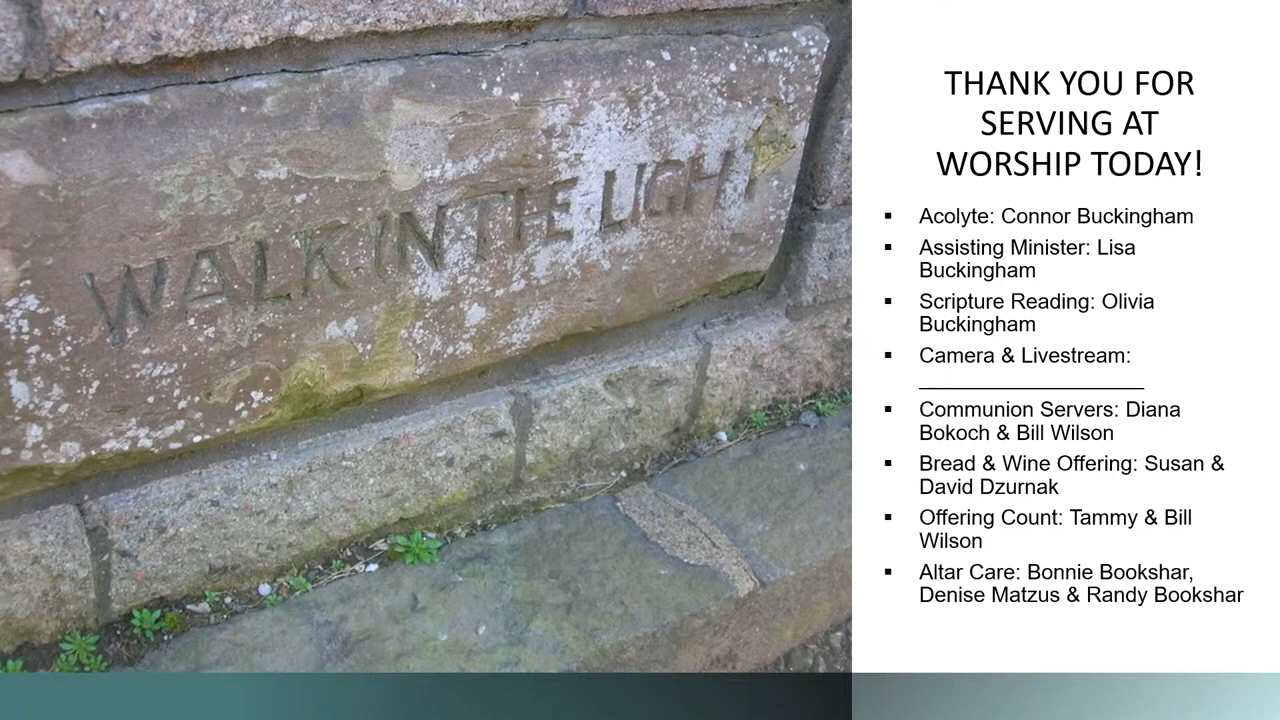 WALK IN THE LIGHT
THANK YOU FOR
SERVING AT
WORSHIP TODAY!
▪ Acolyte: Connor Buckingham
▪ Assisting Minister: Lisa
Buckingham
▪ Scripture Reading: Olivia
Buckingham
▪ Camera & Livestream:
____________________
▪ Communion Servers: Diana
Bokoch & Bill Wilson
▪ Bread & Wine Offering: Susan &
David Dzurnak
▪ Offering Count: Tammy & Bill
Wilson
▪ Altar Care: Bonnie Bookshar,
Denise Matzus & Randy Bookshar